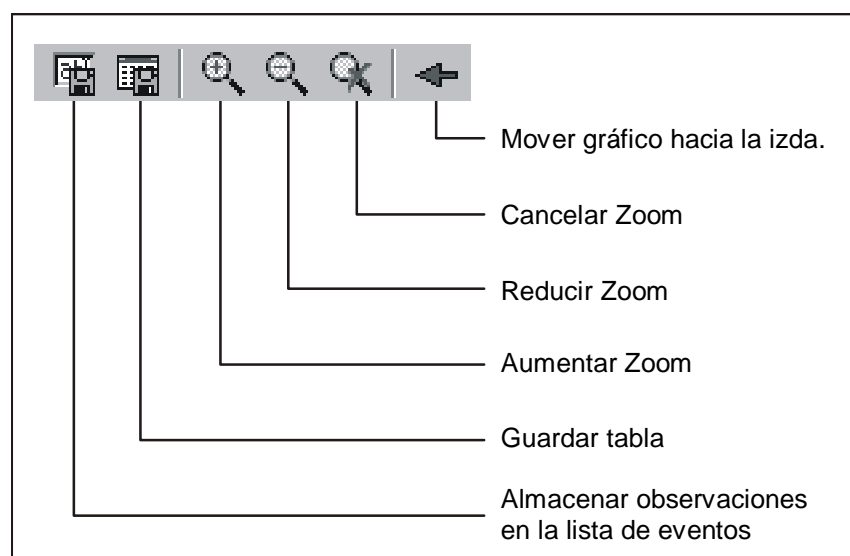 Mover gráfico hacia la izda.
Cancelar Zoom
Reducir Zoom
Aumentar Zoom
Guardar tabla
Almacenar observaciones
en la lista de eventos